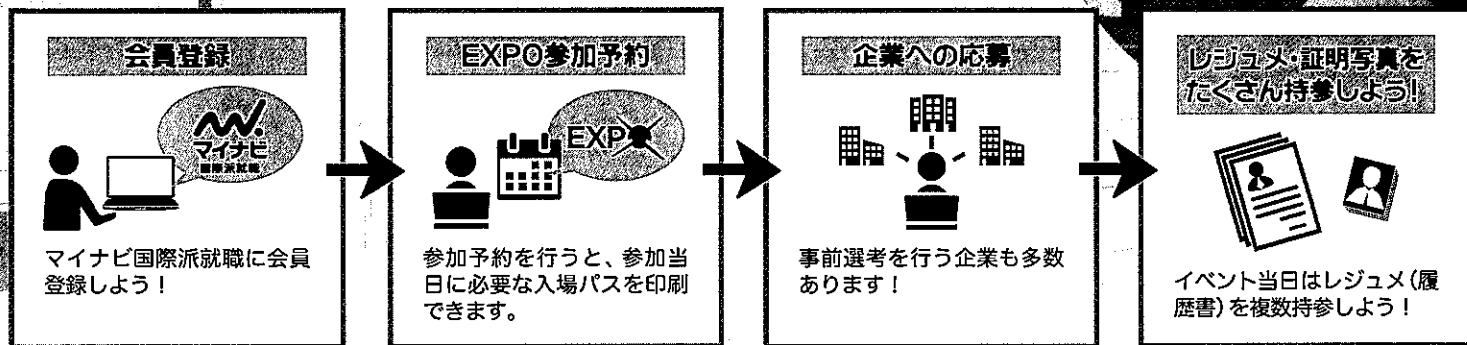 会員登録
マイナビ
国際派就職
マイナビ国際派就職に会員
登録しよう！
EXPO参加予約
EXPO
参加予約を行うと、参加当
日に必要な入場パスを印刷
できます。
企業への応募
事前選考を行う企業も多数
あります！
レジュメ・証明写真を
たくさん持参しよう！
イベント当日はレジュメ（履
歴書）を複数持参しよう！